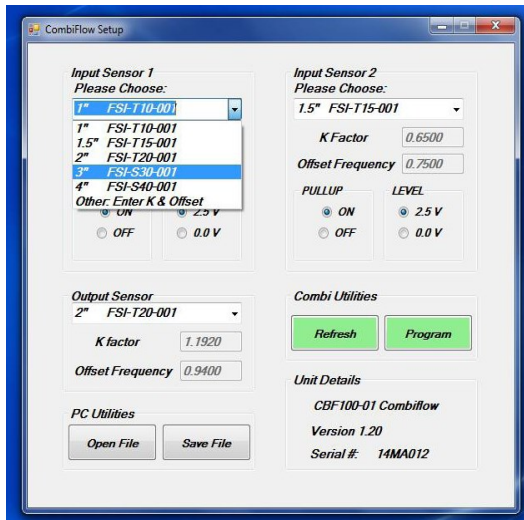 CombiFlow Setup
Input Sensor 1
Please Choose:
1" FSI-T10-001
1" FSI-T10-001
1.5" FSI-T15-001
2" FSI-T20-001
3" FSI-S30-001
4" FSI-S40-001
Other: Enter K & Offset
ON 2.5 V
OFF 0.0 V
Input Sensor 2
Please Choose:
1.5" FSI-T15-001
K Factor 0.6500
Offset Frequency 0.7500
PULLUP LEVEL
ON 2.5 V
OFF 0.0 V
Output Sensor
2" FSI-T20-001
K factor 1.1920
Offset Frequency 0.9400
Combi Utilities
Refresh Program
PC Utilities
Open File Save File
Unit Details
CBF100-01 Combiflow
Version 1.20
Serial #: 14MA012